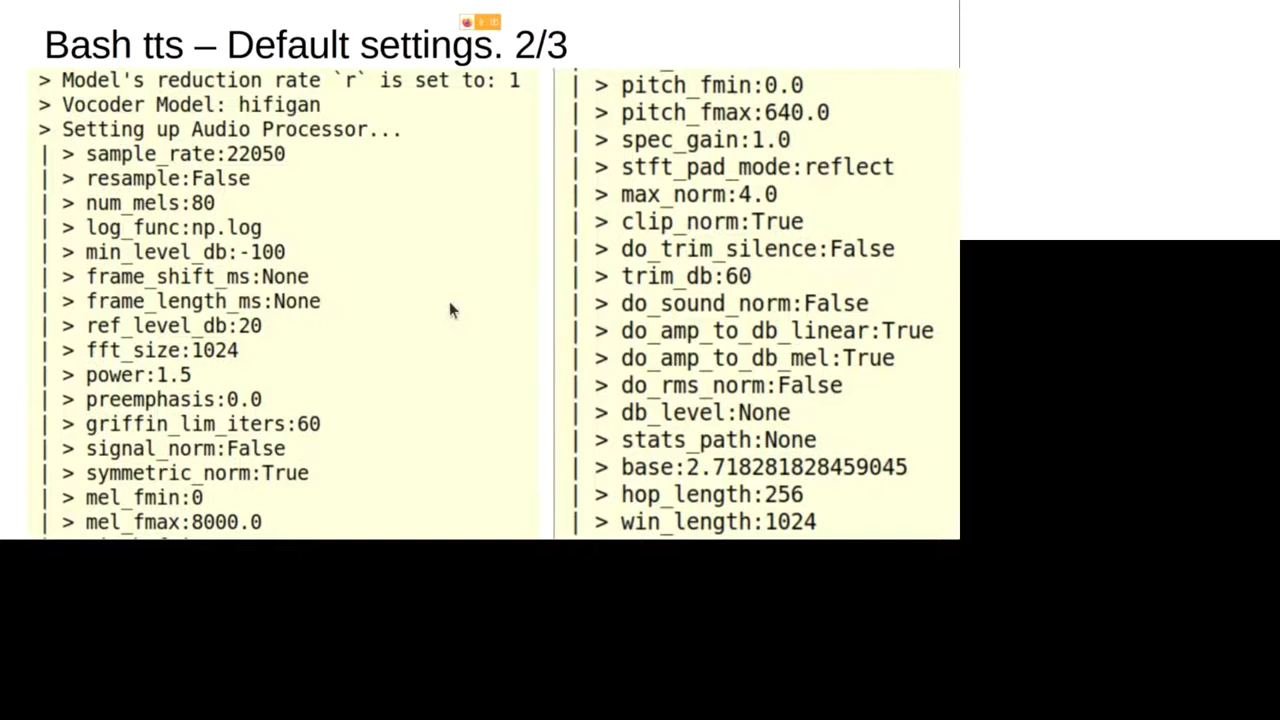 Bash tts – Default settings. 2/3
> Model's reduction rate `r` is set to: 1
> Vocoder Model: hifigan
> Setting up Audio Processor...
| > sample_rate:22050
| > resample:False
| > num_mels:80
| > log_func:np.log
| > min_level_db:-100
| > frame_shift_ms:None
| > frame_length_ms:None
| > ref_level_db:20
| > fft_size:1024
| > power:1.5
| > preemphasis:0.0
| > griffin_lim_iters:60
| > signal_norm:False
| > symmetric_norm:True
| > mel_fmin:0
| > mel_fmax:8000.0
| > pitch_fmin:0.0
| > pitch_fmax:640.0
| > spec_gain:1.0
| > stft_pad_mode:reflect
| > max_norm:4.0
| > clip_norm:True
| > do_trim_silence:False
| > trim_db:60
| > do_sound_norm:False
| > do_amp_to_db_linear:True
| > do_amp_to_db_mel:True
| > do_rms_norm:False
| > db_level:None
| > stats_path:None
| > base:2.718281828459045
| > hop_length:256
| > win_length:1024